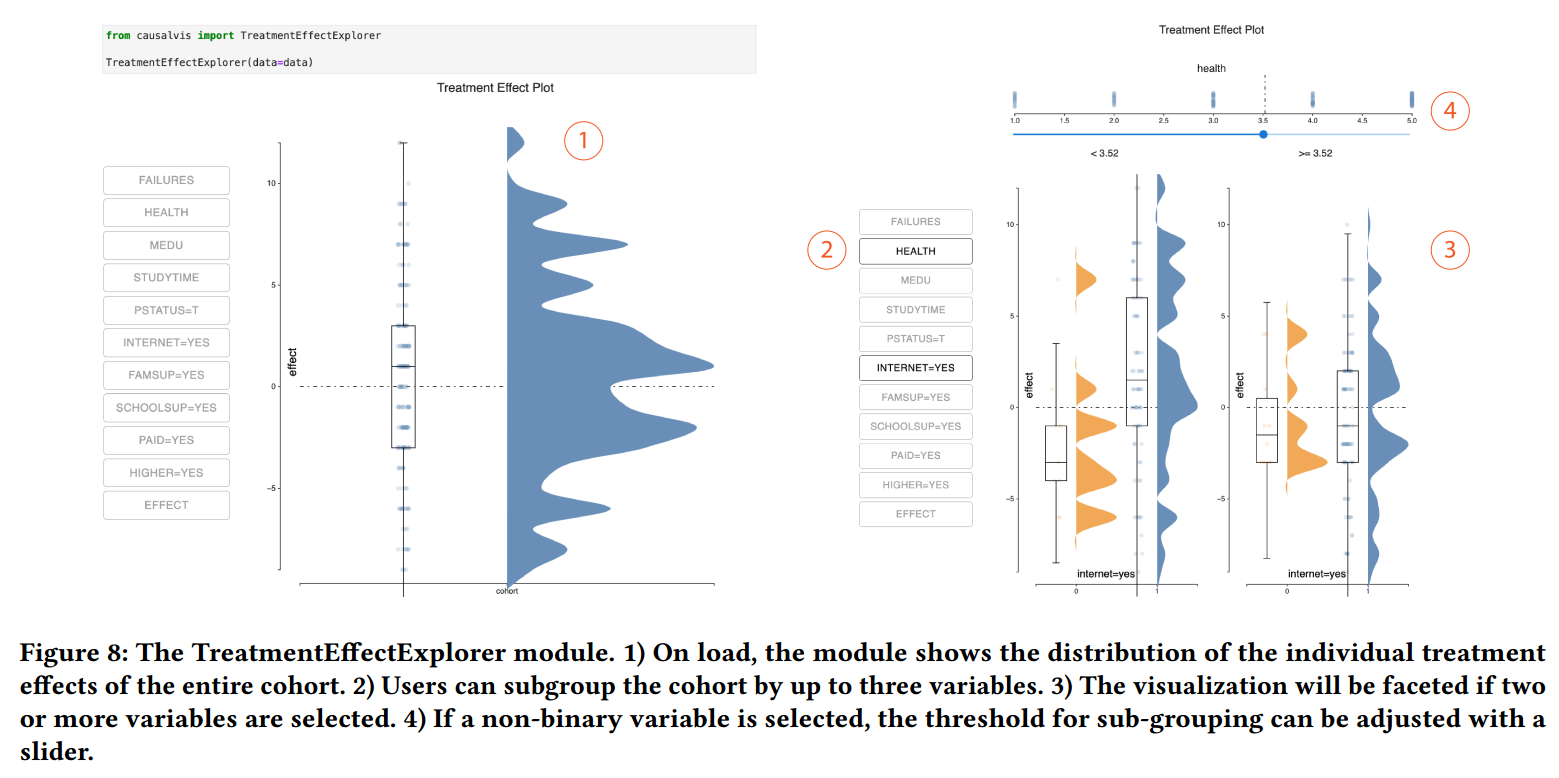 from causalvis import TreatmentEffectExplorer
TreatmentEffectExplorer(data=data)
Treatment Effect Plot
1
FAILURES
HEALTH
MEDU
STUDYTIME
PSTATUS=T
INTERNET=YES
FAMSUP=YES
SCHOOLSUP=YES
PAID=YES
HIGHER=YES
EFFECT
effect
10
5
0
−5
cohort
Treatment Effect Plot
health
1.0 1.5 2.0 2.5 3.0 3.5 4.0 4.5 5.0
4
< 3.52 >= 3.52
2
FAILURES
HEALTH
MEDU
STUDYTIME
PSTATUS=T
INTERNET=YES
FAMSUP=YES
SCHOOLSUP=YES
PAID=YES
HIGHER=YES
EFFECT
effect
10
5
0
−5
internet=yes
0 1
effect
10
5
0
−5
internet=yes
0 1
3
Figure 8: The TreatmentEffectExplorer module. 1) On load, the module shows the distribution of the individual treatment
effects of the entire cohort. 2) Users can subgroup the cohort by up to three variables. 3) The visualization will be faceted if two
or more variables are selected. 4) If a non-binary variable is selected, the threshold for sub-grouping can be adjusted with a
slider.